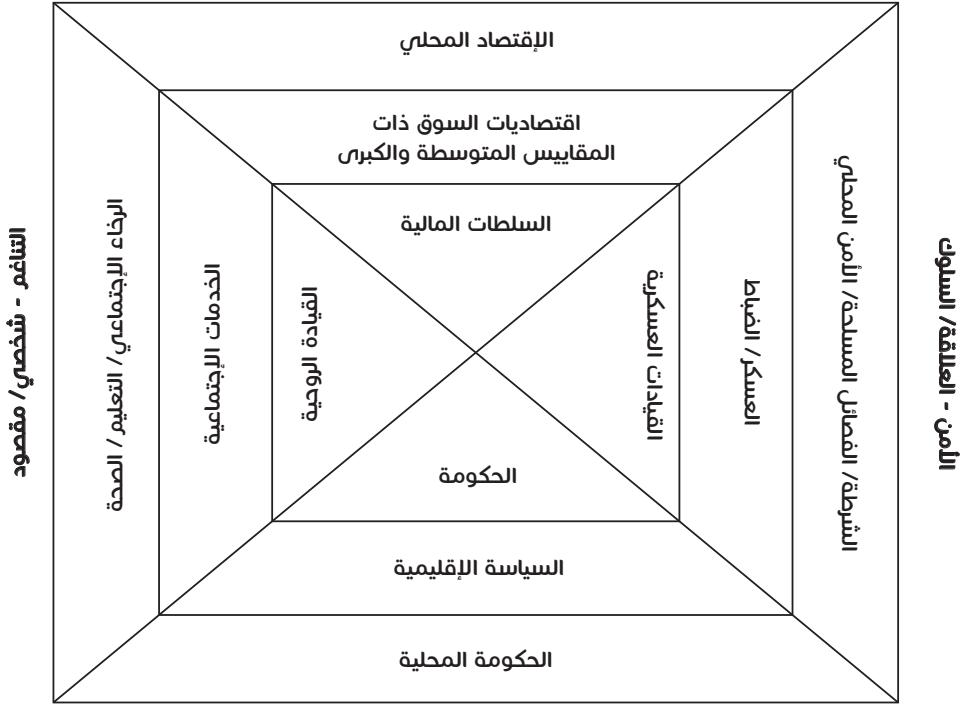 الإقتصاد المحلي
اقتصاديات السوق ذات
المقاييس المتوسطة والكبرى
السلطات المالية
الأمن - العلاقة/ السلوك
الشرطة/ الفصائل المسلحة/ الأمن المحلي
العسكر/ الضباط
القيادات العسكرية
القيادة الروحية
الخدمات الإجتماعية
الرخاء الإجتماعي/ التعليم/ الصحة
التناغم - شخصي/ مقصود
الحكومة
السياسة الإقليمية
الحكومة المحلية